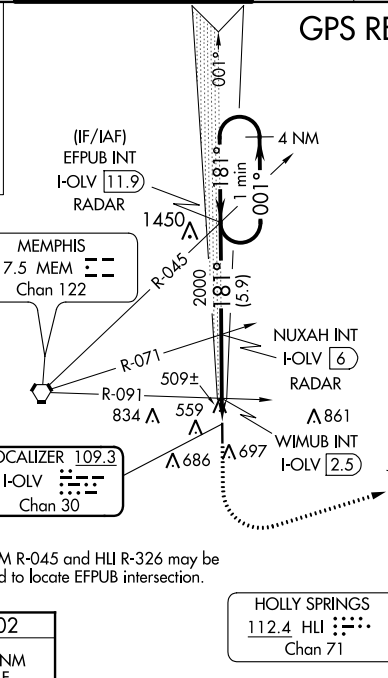 GPS RE
001°
4 NM
(IF/IAF)
EFPUB INT
I-OLV 11.9
RADAR
181°
1 min
001°
1450
MEMPHIS
7.5 MEM
Chan 122
R-045
2000
181°
(5.9)
NUXAH INT
I-OLV 6
RADAR
R-071
509±
R-091
834
559
861
WIMUB INT
I-OLV 2.5
OCALIZER 109.3
I-OLV
Chan 30
686
697
M R-045 and HLI R-326 may be
d to locate EFPUB intersection.
02
NM
HOLLY SPRINGS
112.4 HLI
Chan 71